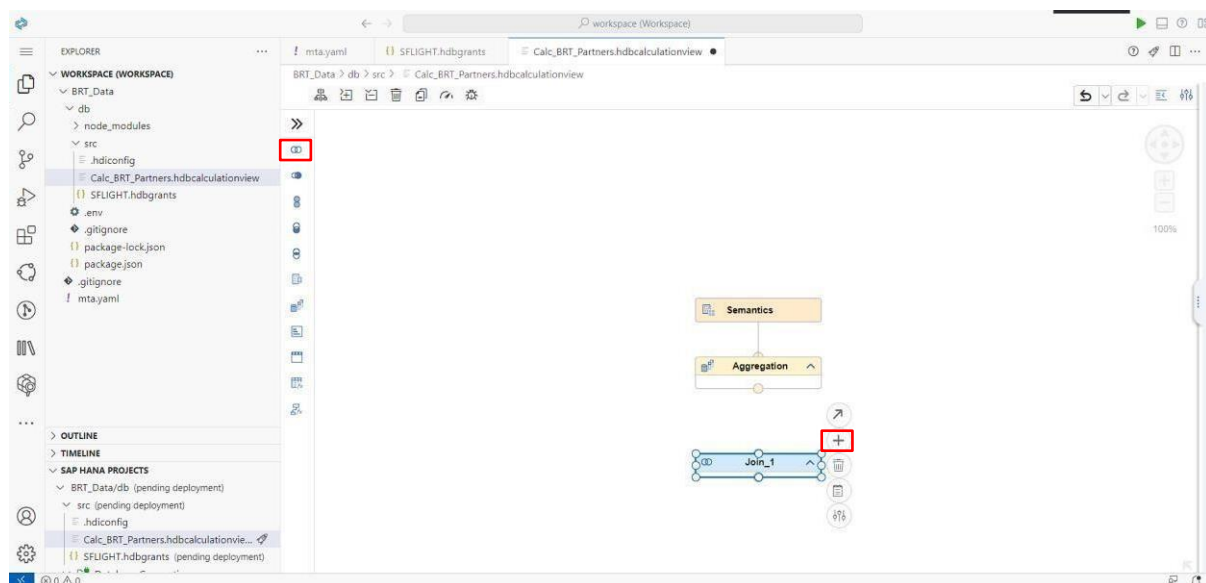 workspace (Workspace)
EXPLORER
mta.yaml
SFLIGHT.hdbgrants
Calc_BRT_Partners.hdbcalculationview
WORKSPACE (WORKSPACE)
BRT_Data > db > src > Calc_BRT_Partners.hdbcalculationview
BRT_Data
db
node_modules
src
.hdiconfig
Calc_BRT_Partners.hdbcalculationview
SFLIGHT.hdbgrants
.env
.gitignore
package-lock.json
package.json
.gitignore
mta.yaml
100%
Semantics
Aggregation
Join_1
OUTLINE
TIMELINE
SAP HANA PROJECTS
BRT_Data/db (pending deployment)
src (pending deployment)
.hdiconfig
Calc_BRT_Partners.hdbcalculationvie...
SFLIGHT.hdbgrants (pending deployment)
0 0